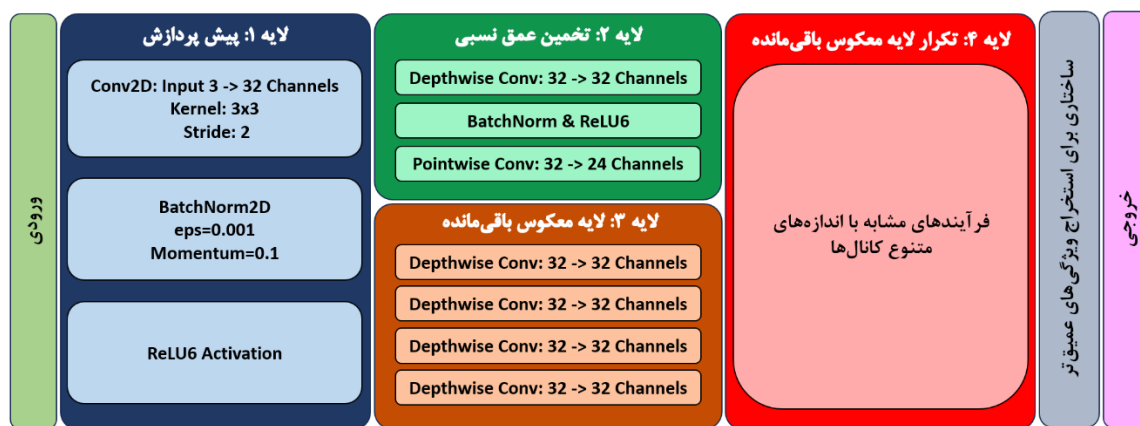 ورودی
لایه ۱: پیش پردازش
Conv2D: Input 3 -> 32 Channels
Kernel: 3x3
Stride: 2
BatchNorm2D
eps=0.001
Momentum=0.1
ReLU6 Activation
لایه ۲: تخمین عمق نسبی
Depthwise Conv: 32 -> 32 Channels
BatchNorm & ReLU6
Pointwise Conv: 32 -> 24 Channels
لایه ۳: لایه معکوس باقی‌مانده
Depthwise Conv: 32 -> 32 Channels
Depthwise Conv: 32 -> 32 Channels
Depthwise Conv: 32 -> 32 Channels
Depthwise Conv: 32 -> 32 Channels
لایه ۴: تکرار لایه معکوس باقی‌مانده
فرآیندهای مشابه با اندازه‌های
متنوع کانال‌ها
ساختاری برای استخراج ویژگی‌های عمیق‌تر
خروجی